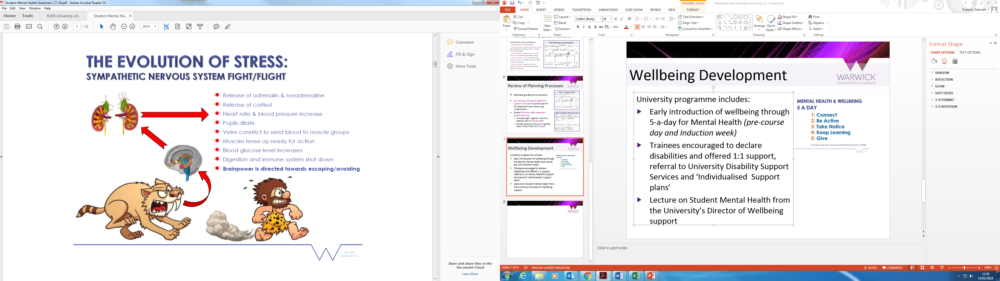 Student Mental Health Awareness 17-18.pdf - Adobe Acrobat Reader DC
File Edit View Window Help
Home Tools 8169-University-of... Student Mental He... ×
3 / 21 202%
THE EVOLUTION OF STRESS:
SYMPATHETIC NERVOUS SYSTEM FIGHT/FLIGHT
Release of adrenalin & noradrenaline
Release of cortisol
Heart rate & blood pressure increase
Pupils dilate
Veins constrict to send blood to muscle groups
Muscles tense up ready for action
Blood glucose level increases
Digestion and immune system shut down
Brainpower is directed towards escaping/avoiding
Sarah
Ashworth
Comment
Fill & Sign
More Tools
Store and share files in the
Document Cloud
Learn More
DRAWING TOOLS
Workload and sutainable teaching v2 - PowerPoint
FILE HOME INSERT DESIGN TRANSITIONS ANIMATIONS SLIDE SHOW REVIEW VIEW FORMAT
Roberts, Deborah
Paste
Cut
Copy
Format Painter
Clipboard
New
Slide
Layout
Reset
Section
Slides
Calibri (Body) 24
B I U S abc AV Aa A
Font
Text Direction
Align Text
Convert to SmartArt
Paragraph
Arrange
Quick
Styles
Shape Fill
Shape Outline
Shape Effects
Drawing
Find
Replace
Select
Editing
The Warwick Learning Plan
6
Review of Planning Processes
WARWICK
Revised guidance to schools
ALL trainees will require significant
support with planning at the start of
this placement (new school, age
range/phase )
Shared PPA time, with supported,
guided planning:
complete page 1 together, note form,
especially early on (handwrite?)
trainees develop/write up p.2 in greater
detail ('make it their own') (type?)
7
Wellbeing Development
WARWICK
University programme includes:
Early introduction of wellbeing through
5-a-day for Mental Health (pre-course
day and Induction week)
Trainees encouraged to declare
disabilities and offered 1:1 support,
referral to University Disability Support
Services and ‘Individualised Support
plans’
Lecture on Student Mental Health from
the University’s Director of Wellbeing
support
MENTAL HEALTH & WELLBEING
5 A DAY
1: Connect
2: Be Active
3: Take Notice
4: Keep Learning
5: Give
8
WARWICK
Wellbeing Development
WARWICK
THE UNIVERSITY OF WARWICK
University programme includes:
Early introduction of wellbeing through
5-a-day for Mental Health (pre-course
day and Induction week)
Trainees encouraged to declare
disabilities and offered 1:1 support,
referral to University Disability Support
Services and ‘Individualised  Support
plans’
Lecture on Student Mental Health from
the University’s Director of Wellbeing
support
MENTAL HEALTH & WELLBEING
5 A DAY
1: Connect
2: Be Active
3: Take Notice
4: Keep Learning
5: Give
Foresight Mental Capital and Wellbeing Project (2008)
Click to add notes
Format Shape
SHAPE OPTIONS TEXT OPTIONS
SHADOW
REFLECTION
GLOW
SOFT EDGES
3-D FORMAT
3-D ROTATION
SLIDE 7 OF 8 ENGLISH (UNITED KINGDOM)
NOTES COMMENTS 106%
11:36
15/02/2018